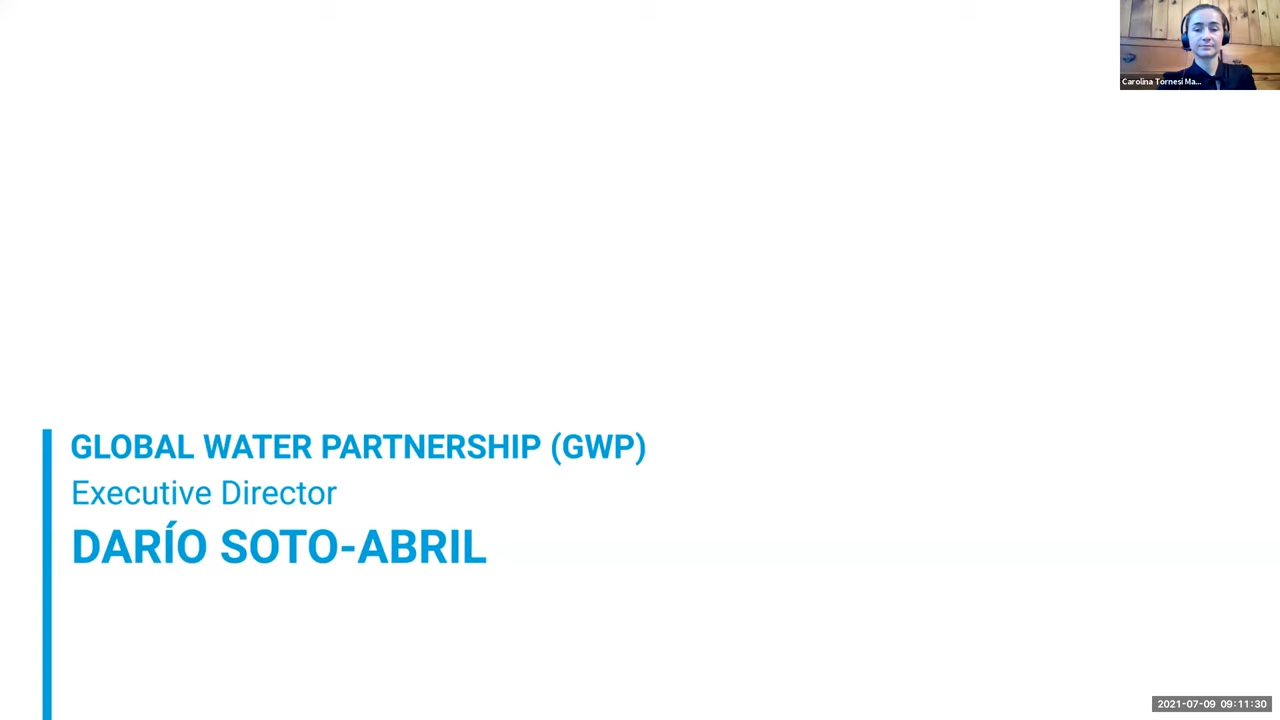 Carolina Tornesi Ma...
GLOBAL WATER PARTNERSHIP (GWP)
Executive Director
DARÍO SOTO-ABRIL
2021-07-09 09:11:30